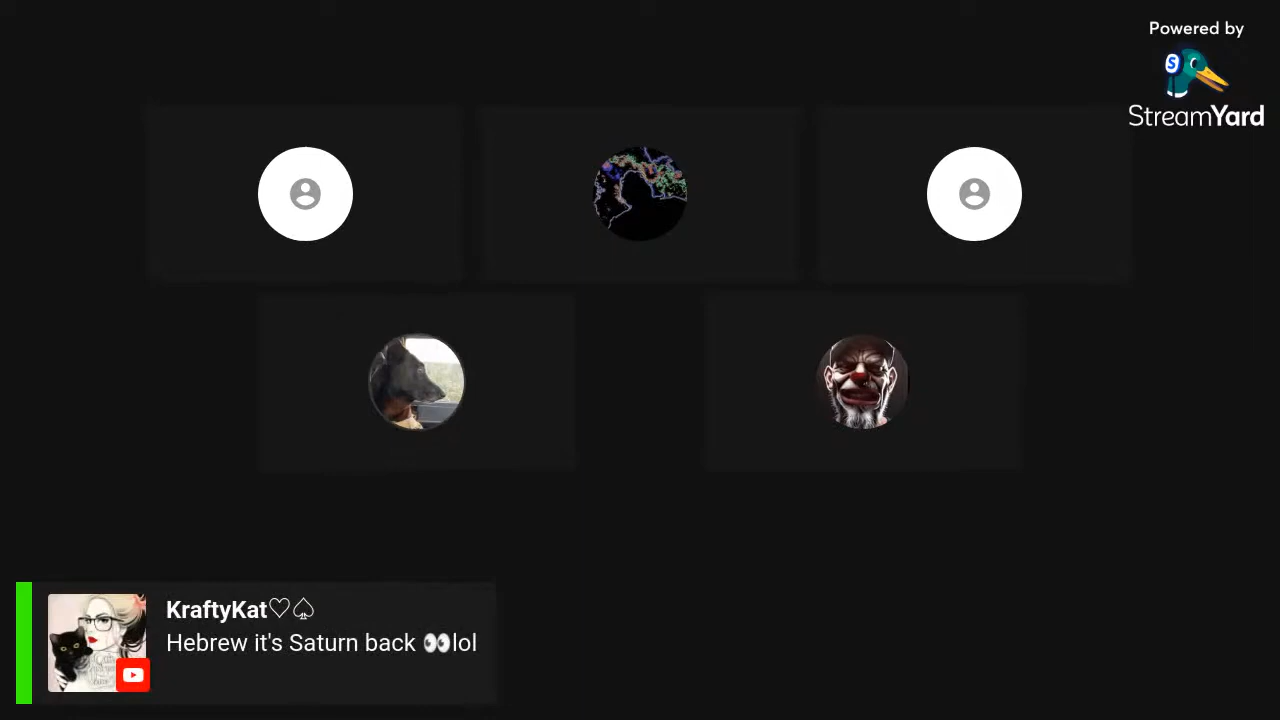 Powered by
StreamYard
KraftyKat♡♤
Hebrew it's Saturn back 👀lol